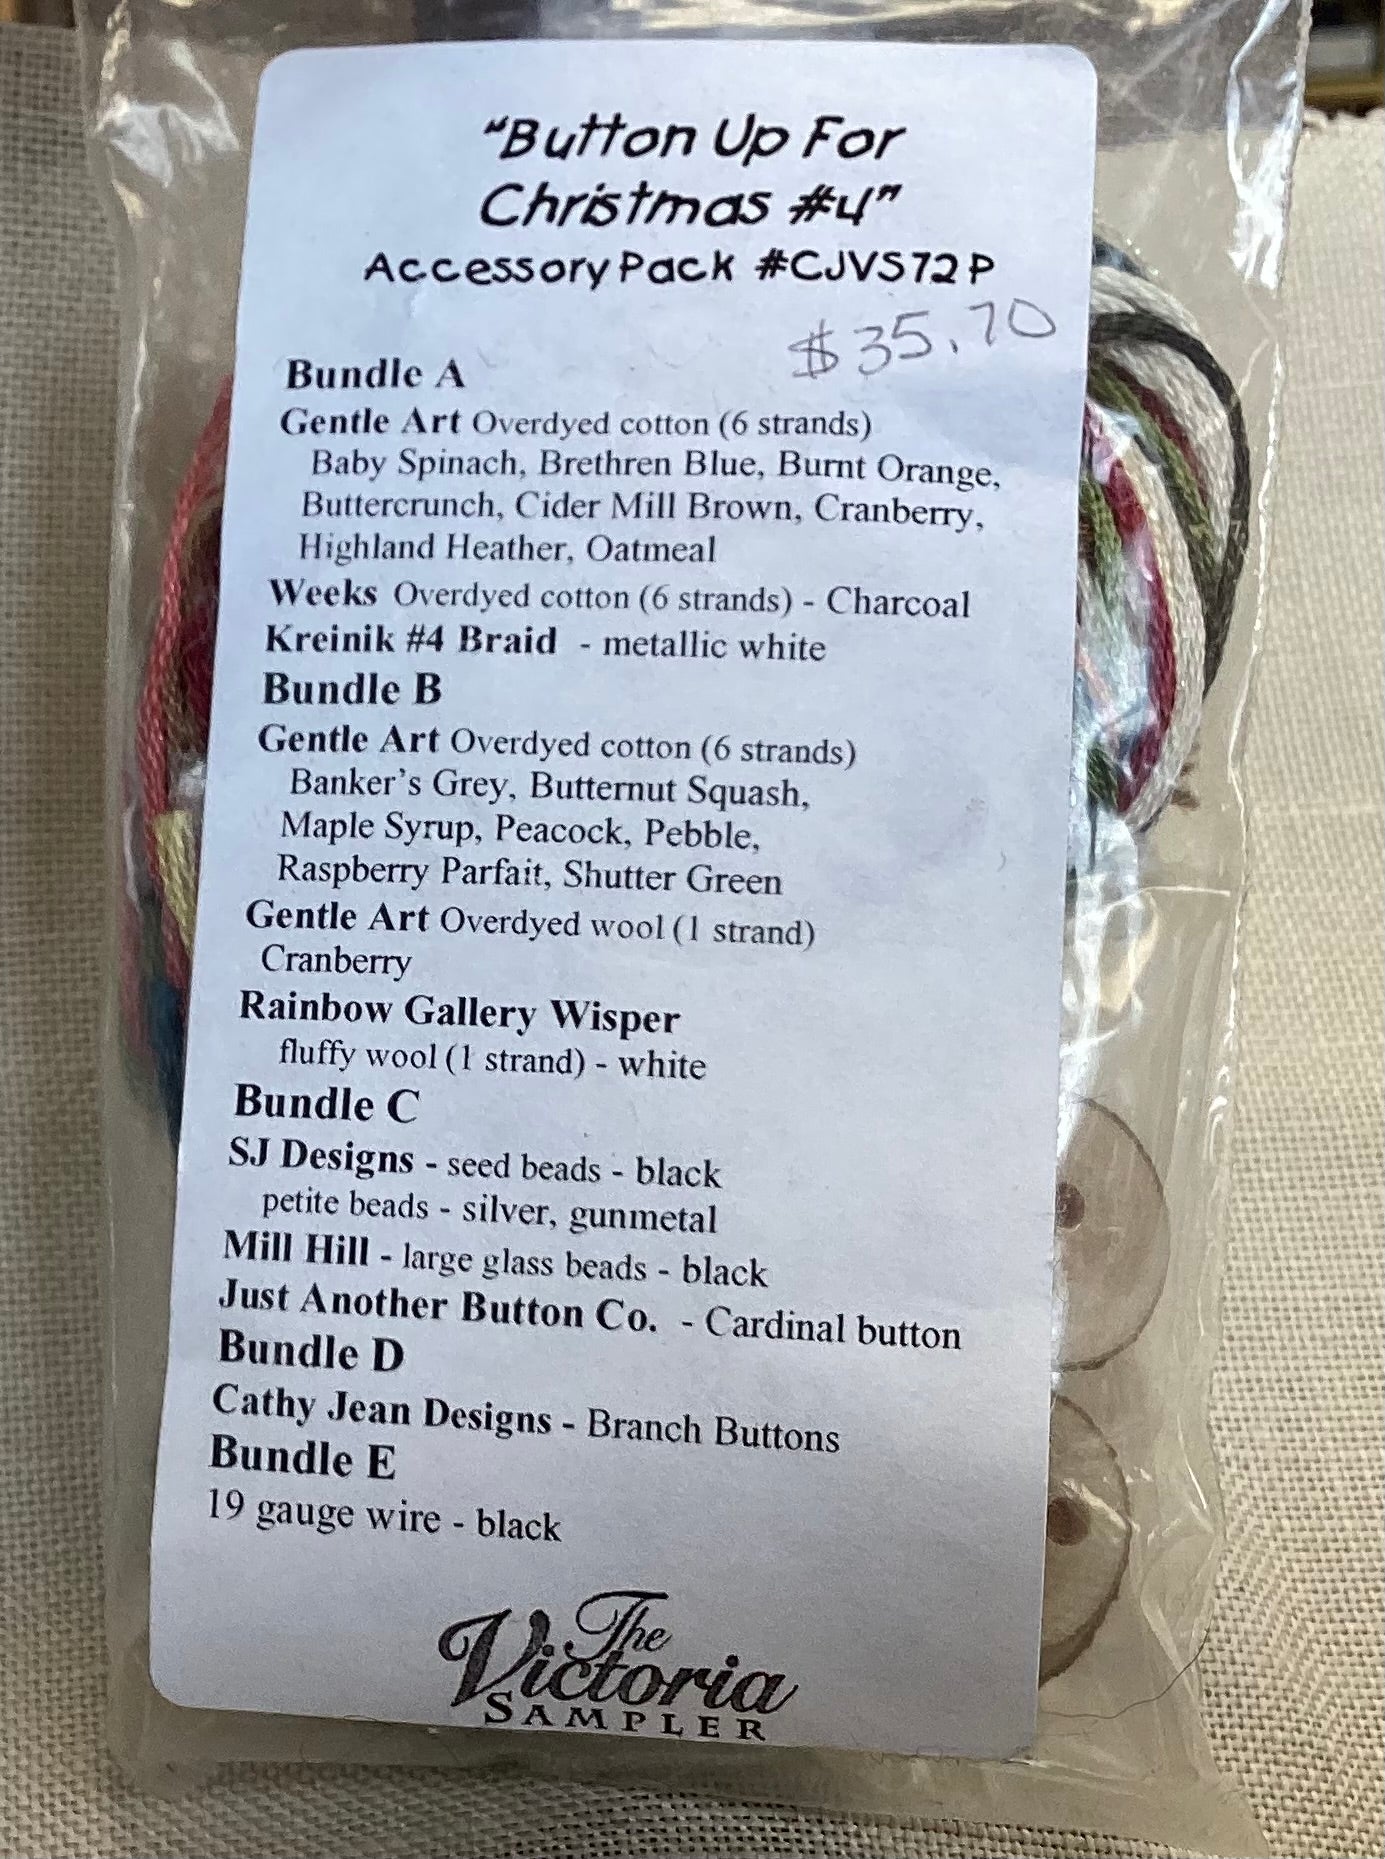 "Button Up For
Christmas #4"
Accessory Pack #CJVS72P
$35.70
Bundle A
Gentle Art Overdyed cotton (6 strands)
Baby Spinach, Brethren Blue, Burnt Orange,
Buttercrunch, Cider Mill Brown, Cranberry,
Highland Heather, Oatmeal
Weeks Overdyed cotton (6 strands) - Charcoal
Kreinik #4 Braid - metallic white
Bundle B
Gentle Art Overdyed cotton (6 strands)
Banker's Grey, Butternut Squash,
Maple Syrup, Peacock, Pebble,
Raspberry Parfait, Shutter Green
Gentle Art Overdyed wool (1 strand)
Cranberry
Rainbow Gallery Wisper
fluffy wool (1 strand) - white
Bundle C
SJ Designs - seed beads - black
petite beads - silver, gunmetal
Mill Hill - large glass beads - black
Just Another Button Co. - Cardinal button
Bundle D
Cathy Jean Designs - Branch Buttons
Bundle E
19 gauge wire - black
The
Victoria
SAMPLER